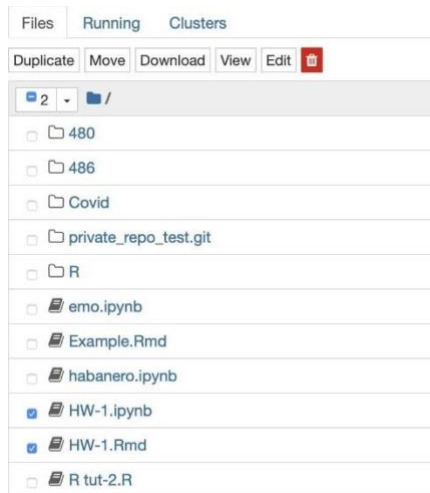 Files Running Clusters
Duplicate Move Download View Edit
2 /
480
486
Covid
private_repo_test.git
R
emo.ipynb
Example.Rmd
habanero.ipynb
HW-1.ipynb
HW-1.Rmd
R tut-2.R